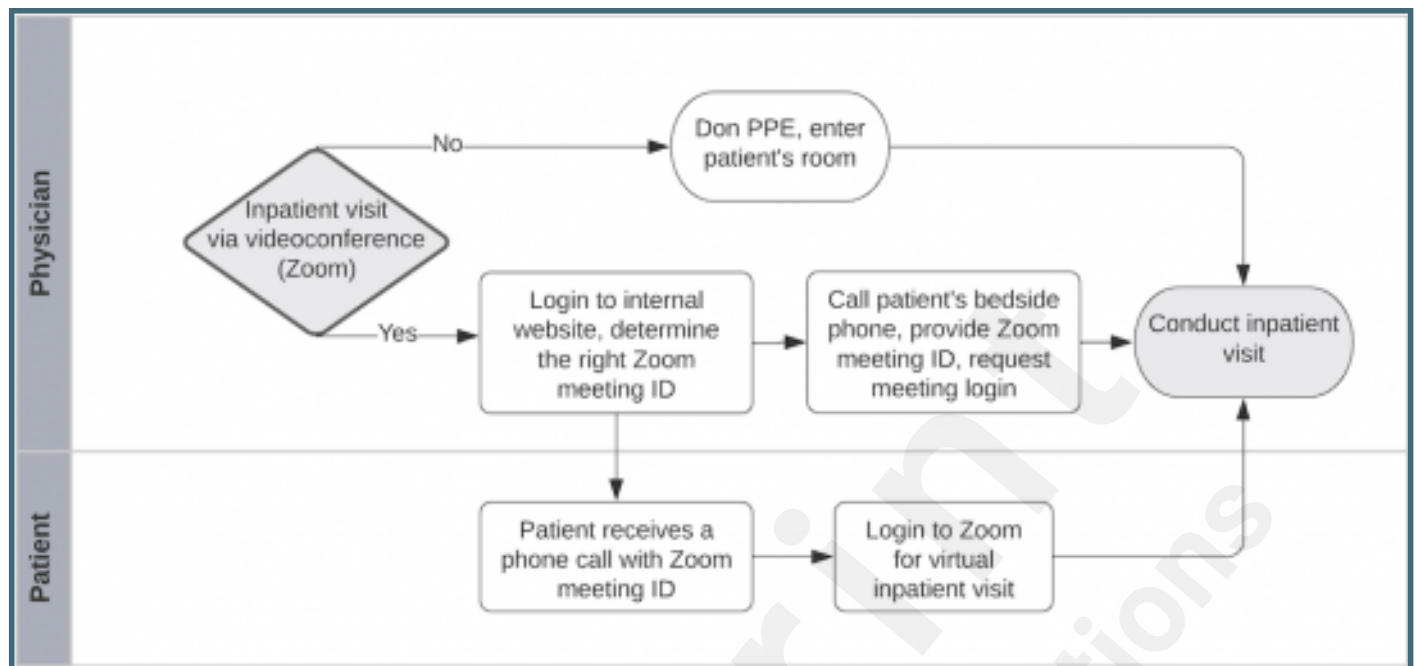 Physician
No
Don PPE, enter
patient's room
Inpatient visit
via videoconference
(Zoom)
Yes
Login to internal
website, determine
the right Zoom
meeting ID
Call patient's bedside
phone, provide Zoom
meeting ID, request
meeting login
Conduct inpatient
visit
Patient
Patient receives a
phone call with Zoom
meeting ID
Login to Zoom
for virtual
inpatient visit